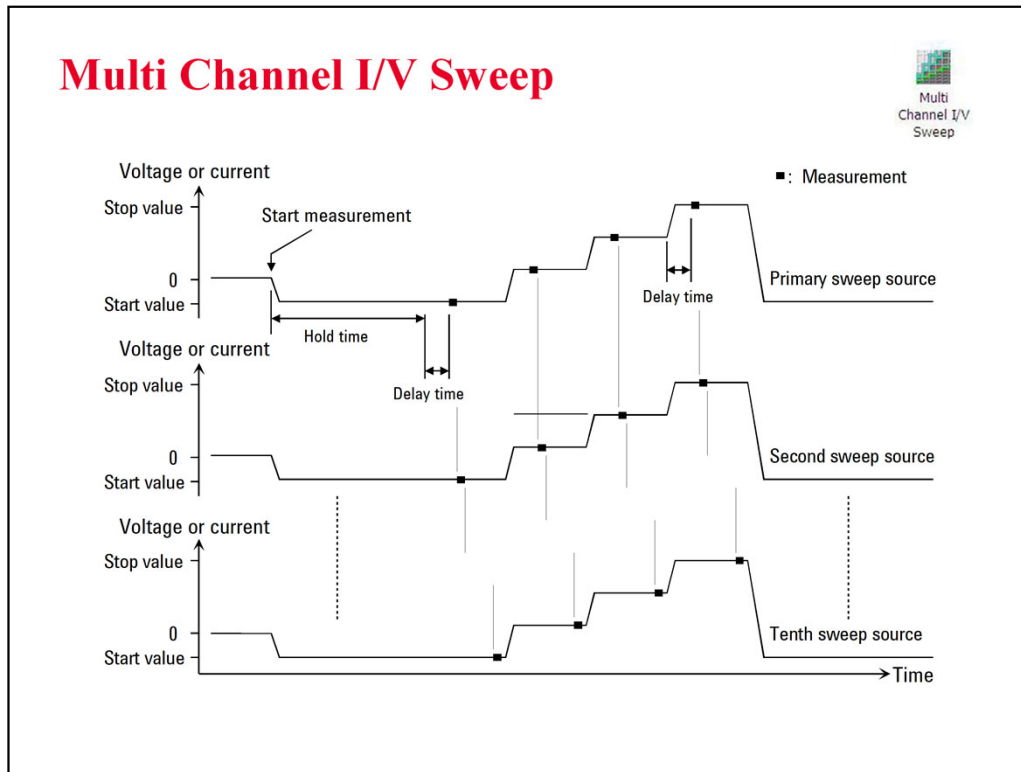 Multi Channel I/V Sweep
Multi
Channel I/V
Sweep
Voltage or current
■: Measurement
Stop value
Start measurement
0
Primary sweep source
Start value
Delay time
Hold time
Voltage or current
Stop value
Delay time
0
Second sweep source
Start value
Voltage or current
Stop value
0
Tenth sweep source
Start value
Time